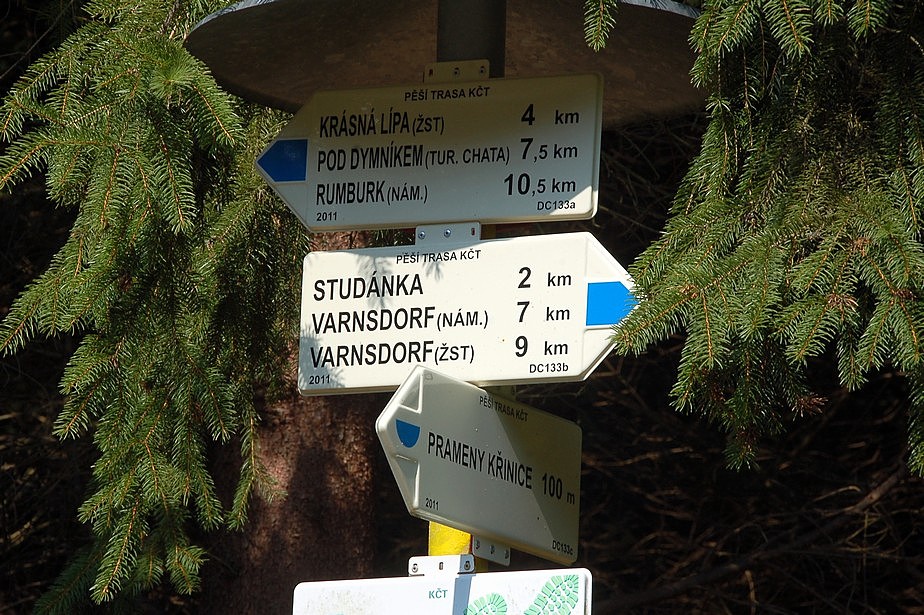 PĚŠÍ TRASA KČT
KRÁSNÁ LÍPA (ŽST) 4 km
POD DYMNÍKEM (TUR. CHATA) 7,5 km
RUMBURK (NÁM.) 10,5 km
2011 DC133a
PĚŠÍ TRASA KČT
STUDÁNKA 2 km
VARNSDORF (NÁM.) 7 km
VARNSDORF (ŽST) 9 km
2011 DC133b
PĚŠÍ TRASA KČT
PRAMENY KŘINICE 100 m
2011 DC133c
KČT